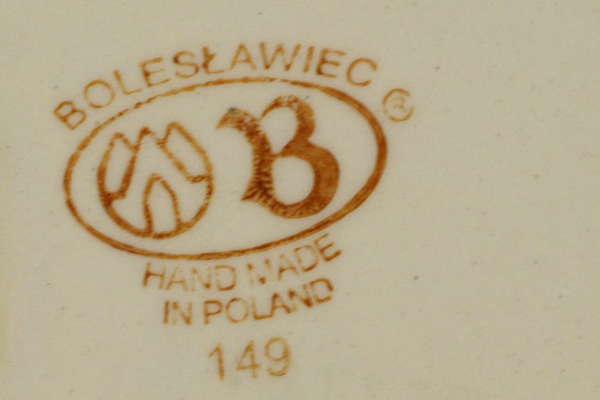 BOLESŁAWIEC ®
B
HAND MADE
IN POLAND
149